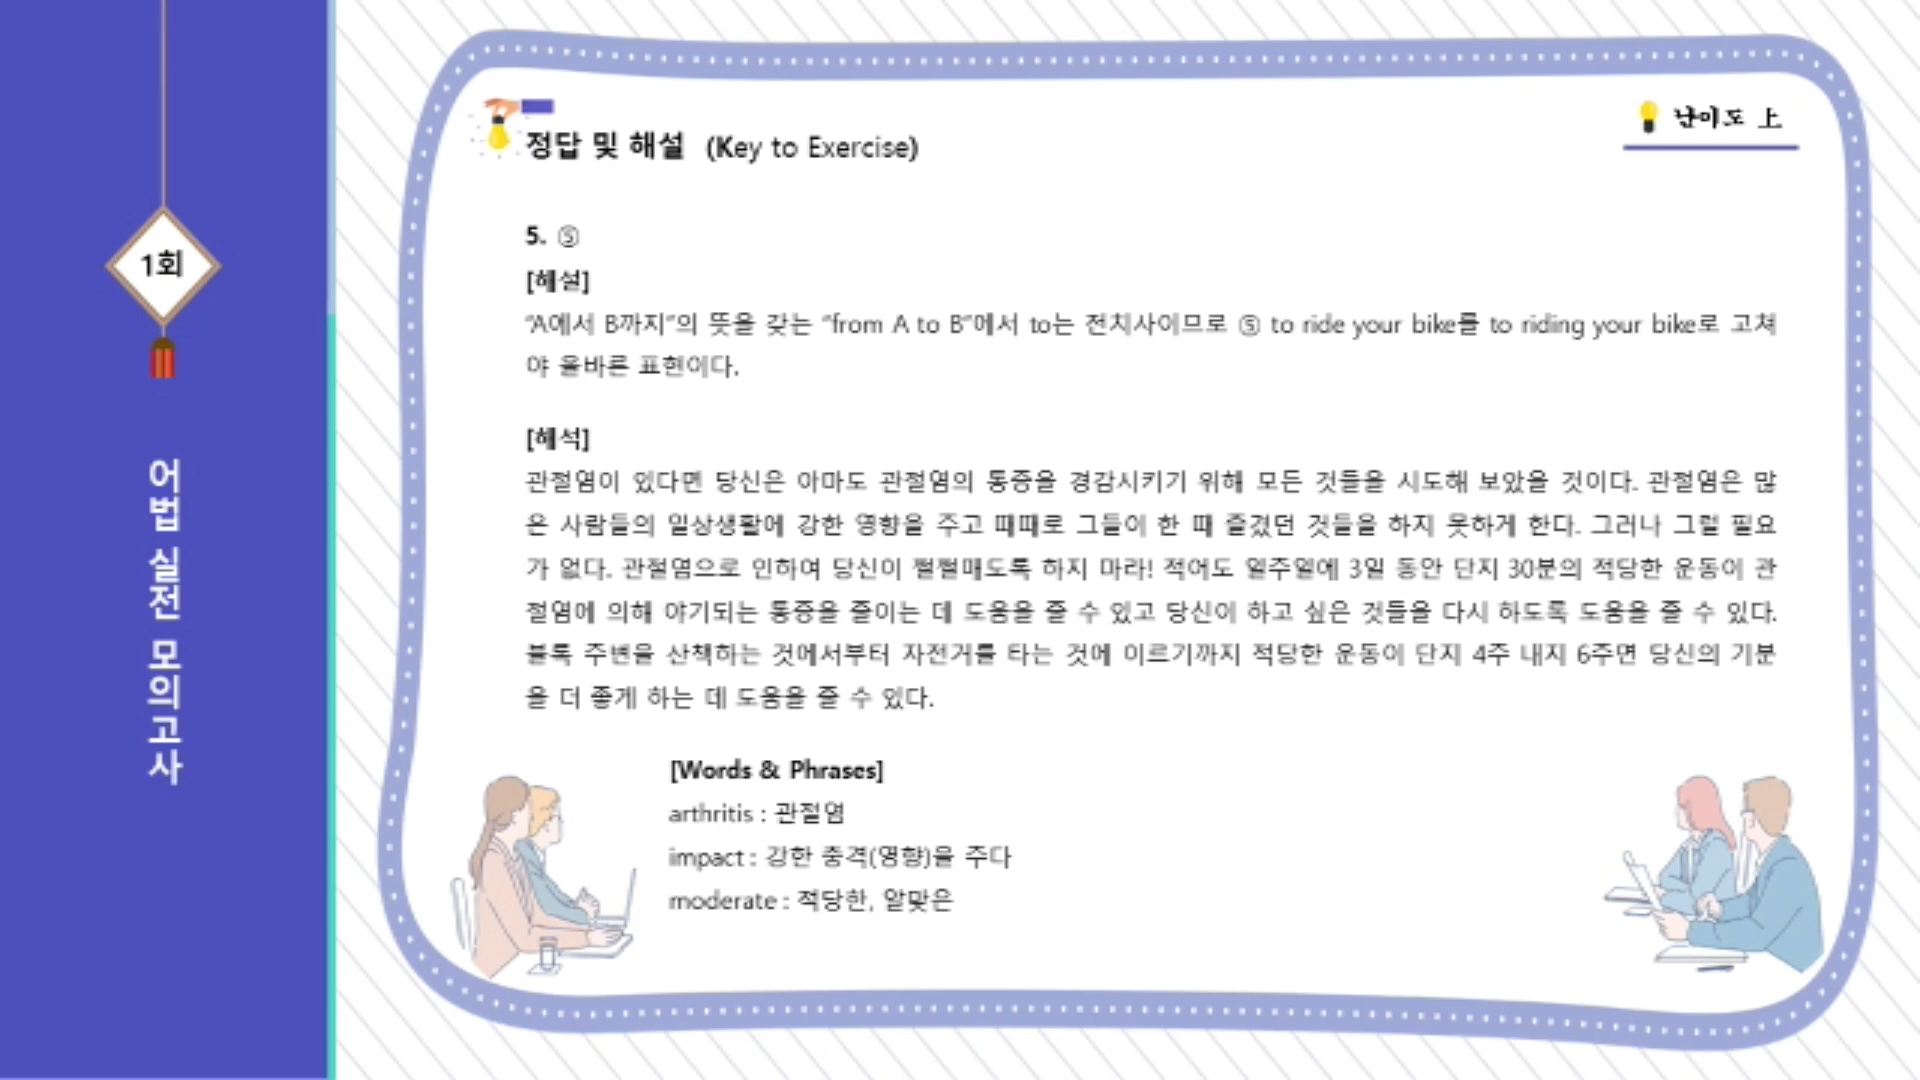 1회
어법 실전 모의고사
난이도 上
정답 및 해설 (Key to Exercise)
5. ⑤
[해설]
“A에서 B까지”의 뜻을 갖는 “from A to B”에서 to는 전치사이므로 ⑤ to ride your bike를 to riding your bike로 고쳐
야 올바른 표현이다.
[해석]
관절염이 있다면 당신은 아마도 관절염의 통증을 경감시키기 위해 모든 것들을 시도해 보았을 것이다. 관절염은 많
은 사람들의 일상생활에 강한 영향을 주고 때때로 그들이 한 때 즐겼던 것들을 하지 못하게 한다. 그러나 그럴 필요
가 없다. 관절염으로 인하여 당신이 쩔쩔매도록 하지 마라! 적어도 일주일에 3일 동안 단지 30분의 적당한 운동이 관
절염에 의해 야기되는 통증을 줄이는 데 도움을 줄 수 있고 당신이 하고 싶은 것들을 다시 하도록 도움을 줄 수 있다.
블록 주변을 산책하는 것에서부터 자전거를 타는 것에 이르기까지 적당한 운동이 단지 4주 내지 6주면 당신의 기분
을 더 좋게 하는 데 도움을 줄 수 있다.
[Words & Phrases]
arthritis : 관절염
impact : 강한 충격(영향)을 주다
moderate : 적당한, 알맞은